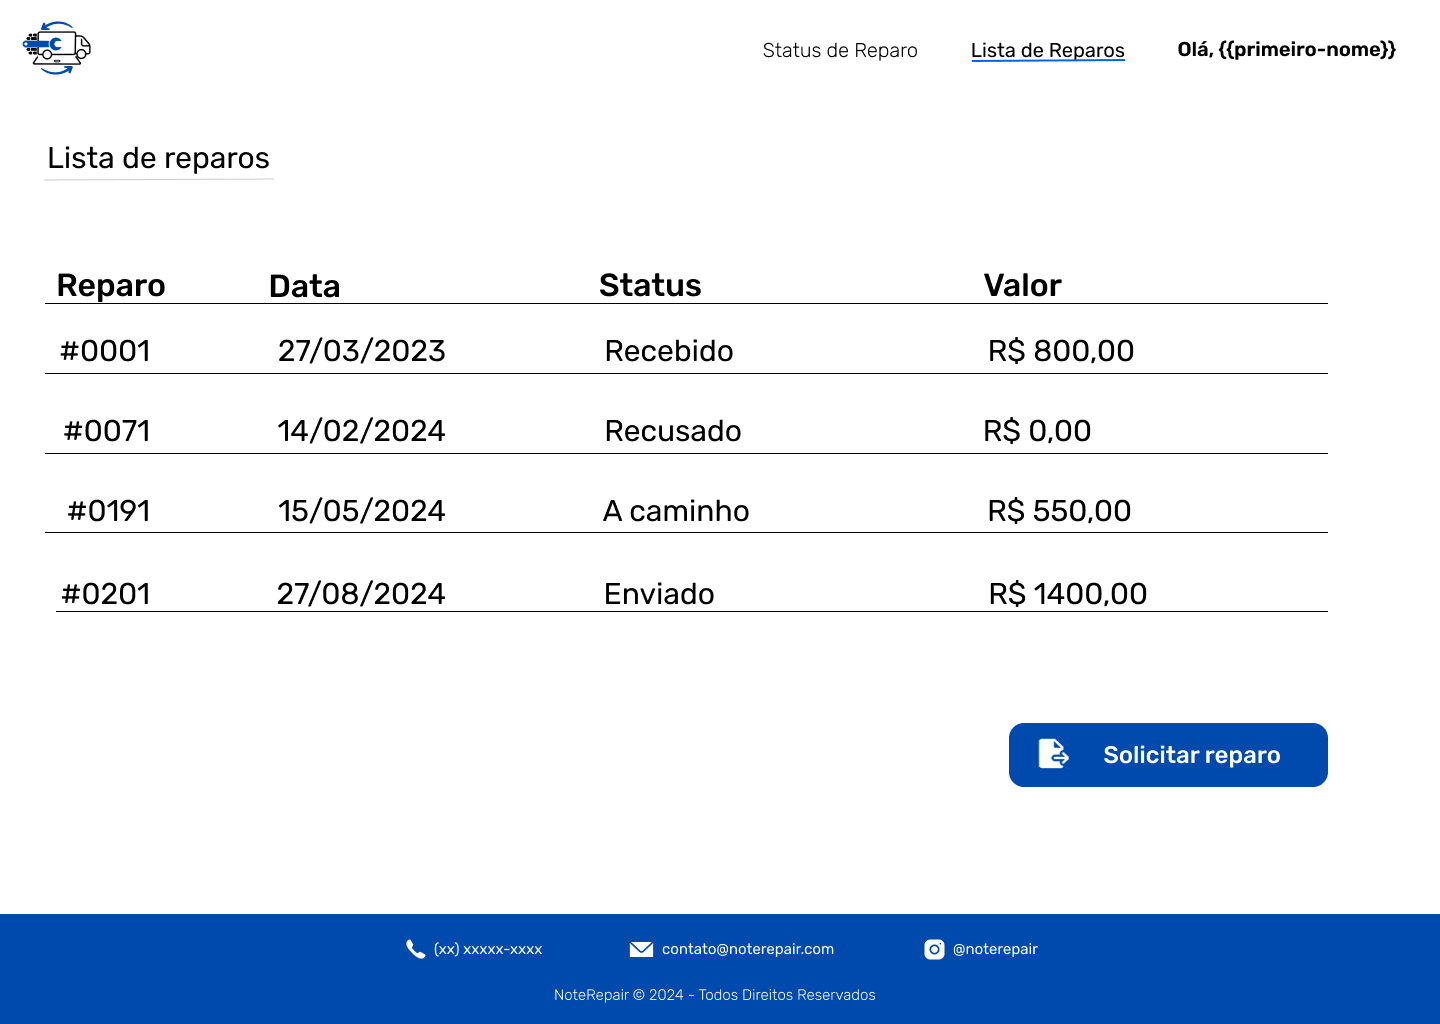 Status de Reparo Lista de Reparos Olá, {{primeiro-nome}}
Lista de reparos
Reparo Data Status Valor
#0001 27/03/2023 Recebido R$ 800,00
#0071 14/02/2024 Recusado R$ 0,00
#0191 15/05/2024 A caminho R$ 550,00
#0201 27/08/2024 Enviado R$ 1400,00
Solicitar reparo
(xx) xxxxx-xxxx contato@noterepair.com @noterepair
NoteRepair © 2024 - Todos Direitos Reservados